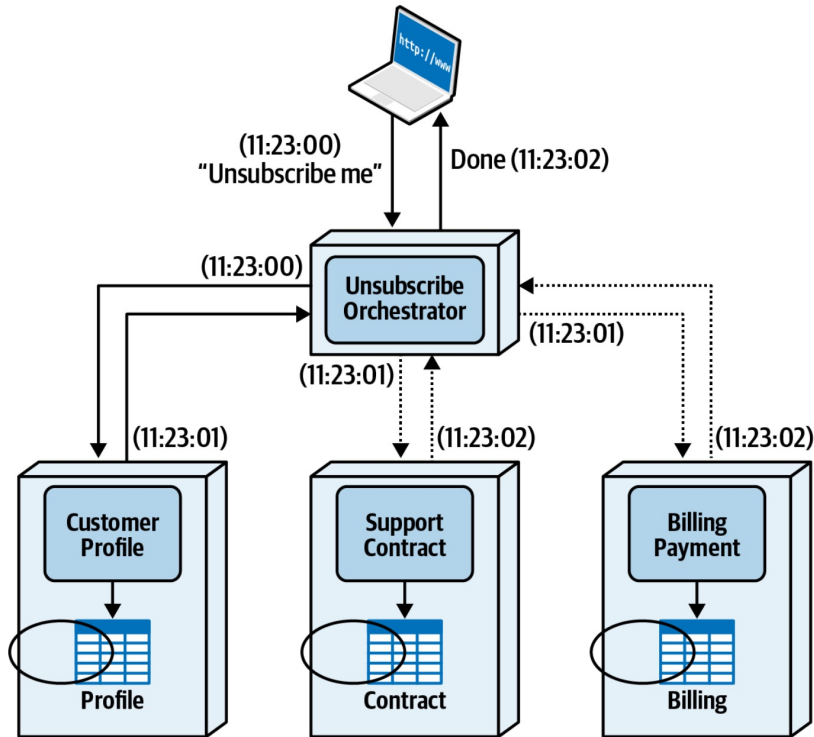 http://www
(11:23:00)
“Unsubscribe me”
Done (11:23:02)
(11:23:00)
Unsubscribe
Orchestrator
(11:23:01)
(11:23:01)
(11:23:01)
(11:23:02)
(11:23:02)
Customer
Profile
Support
Contract
Billing
Payment
Profile
Contract
Billing